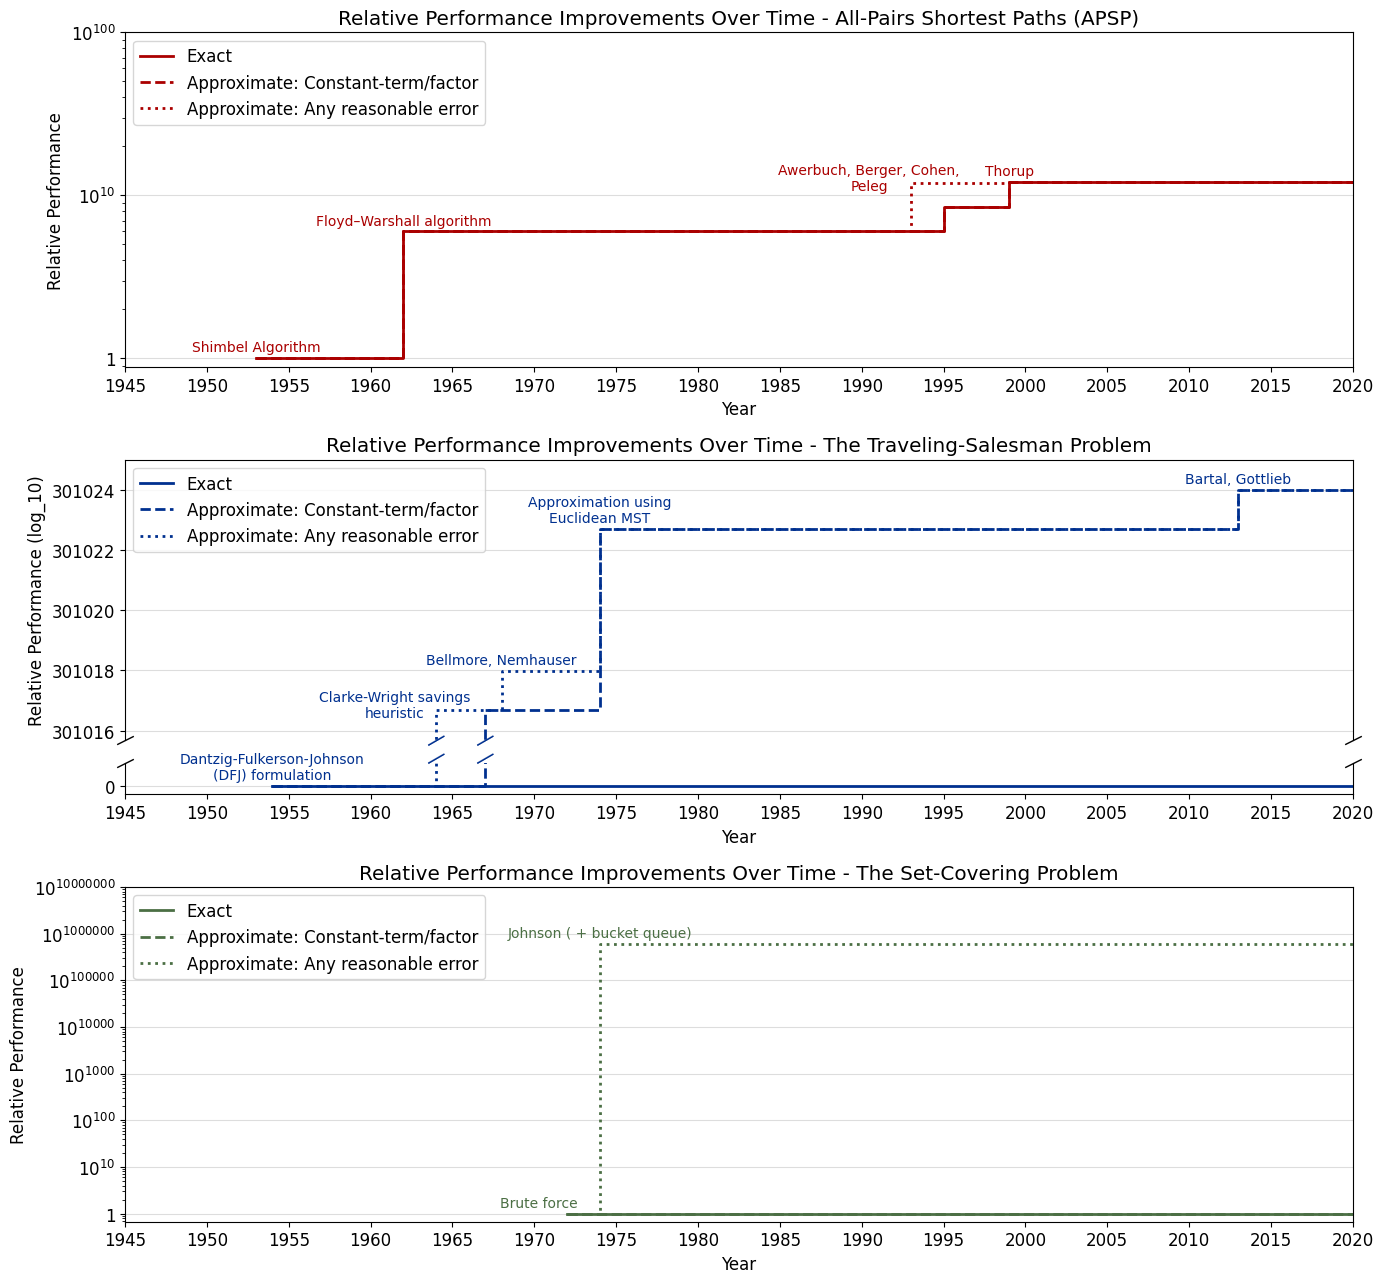 Relative Performance Improvements Over Time - All-Pairs Shortest Paths (APSP)
10^100
Exact
Approximate: Constant-term/factor
Approximate: Any reasonable error
Relative Performance
Awerbuch, Berger, Cohen,
Peleg
Thorup
10^10
Floyd–Warshall algorithm
Shimbel Algorithm
1
1945 1950 1955 1960 1965 1970 1975 1980 1985 1990 1995 2000 2005 2010 2015 2020
Year
Relative Performance Improvements Over Time - The Traveling-Salesman Problem
Exact
Approximate: Constant-term/factor
Approximate: Any reasonable error
Relative Performance (log_10)
301024
Bartal, Gottlieb
Approximation using
Euclidean MST
301022
301020
Bellmore, Nemhauser
301018
Clarke-Wright savings
heuristic
301016
Dantzig-Fulkerson-Johnson
(DFJ) formulation
0
1945 1950 1955 1960 1965 1970 1975 1980 1985 1990 1995 2000 2005 2010 2015 2020
Year
Relative Performance Improvements Over Time - The Set-Covering Problem
10^10000000
Exact
Approximate: Constant-term/factor
Approximate: Any reasonable error
Relative Performance
Johnson ( + bucket queue)
10^1000000
10^100000
10^10000
10^1000
10^100
10^10
Brute force
1
1945 1950 1955 1960 1965 1970 1975 1980 1985 1990 1995 2000 2005 2010 2015 2020
Year